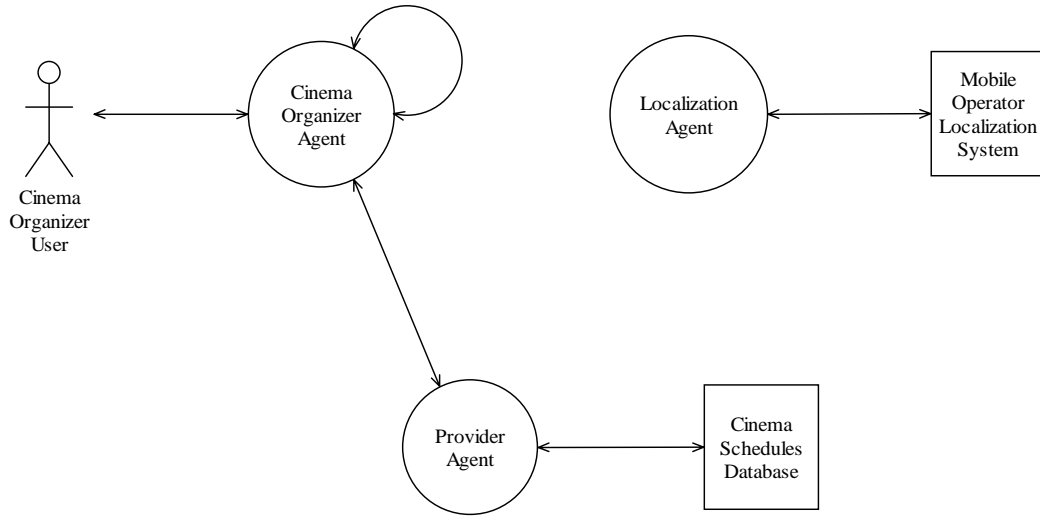 Cinema
Organizer
User
Cinema
Organizer
Agent
Localization
Agent
Mobile
Operator
Localization
System
Provider
Agent
Cinema
Schedules
Database